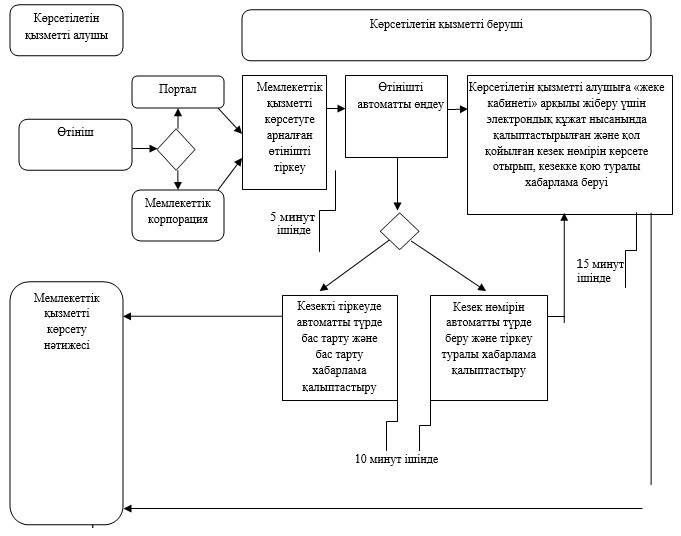 Көрсетілетін
қызметті алушы
Көрсетілетін қызметті беруші
Өтініш
Портал
Мемлекеттік
корпорация
Мемлекеттік
қызметті
көрсетуге
арналған
өтінішті
тіркеу
Өтінішті
автоматты өңдеу
Көрсетілетін қызметті алушыға «жеке
кабинеті» арқылы жіберу үшін
электрондық құжат нысанында
қалыптастырылған және қол
қойылған кезек нөмірін көрсете
отырып, кезекке қою туралы
хабарлама беруі
5 минут
ішінде
15 минут
ішінде
Мемлекеттік
қызметті
көрсету
нәтижесі
Кезекті тіркеуде
автоматты түрде
бас тарту және
бас тарту
хабарлама
қалыптастыру
Кезек нөмірін
автоматты түрде
беру және тіркеу
туралы хабарлама
қалыптастыру
10 минут ішінде